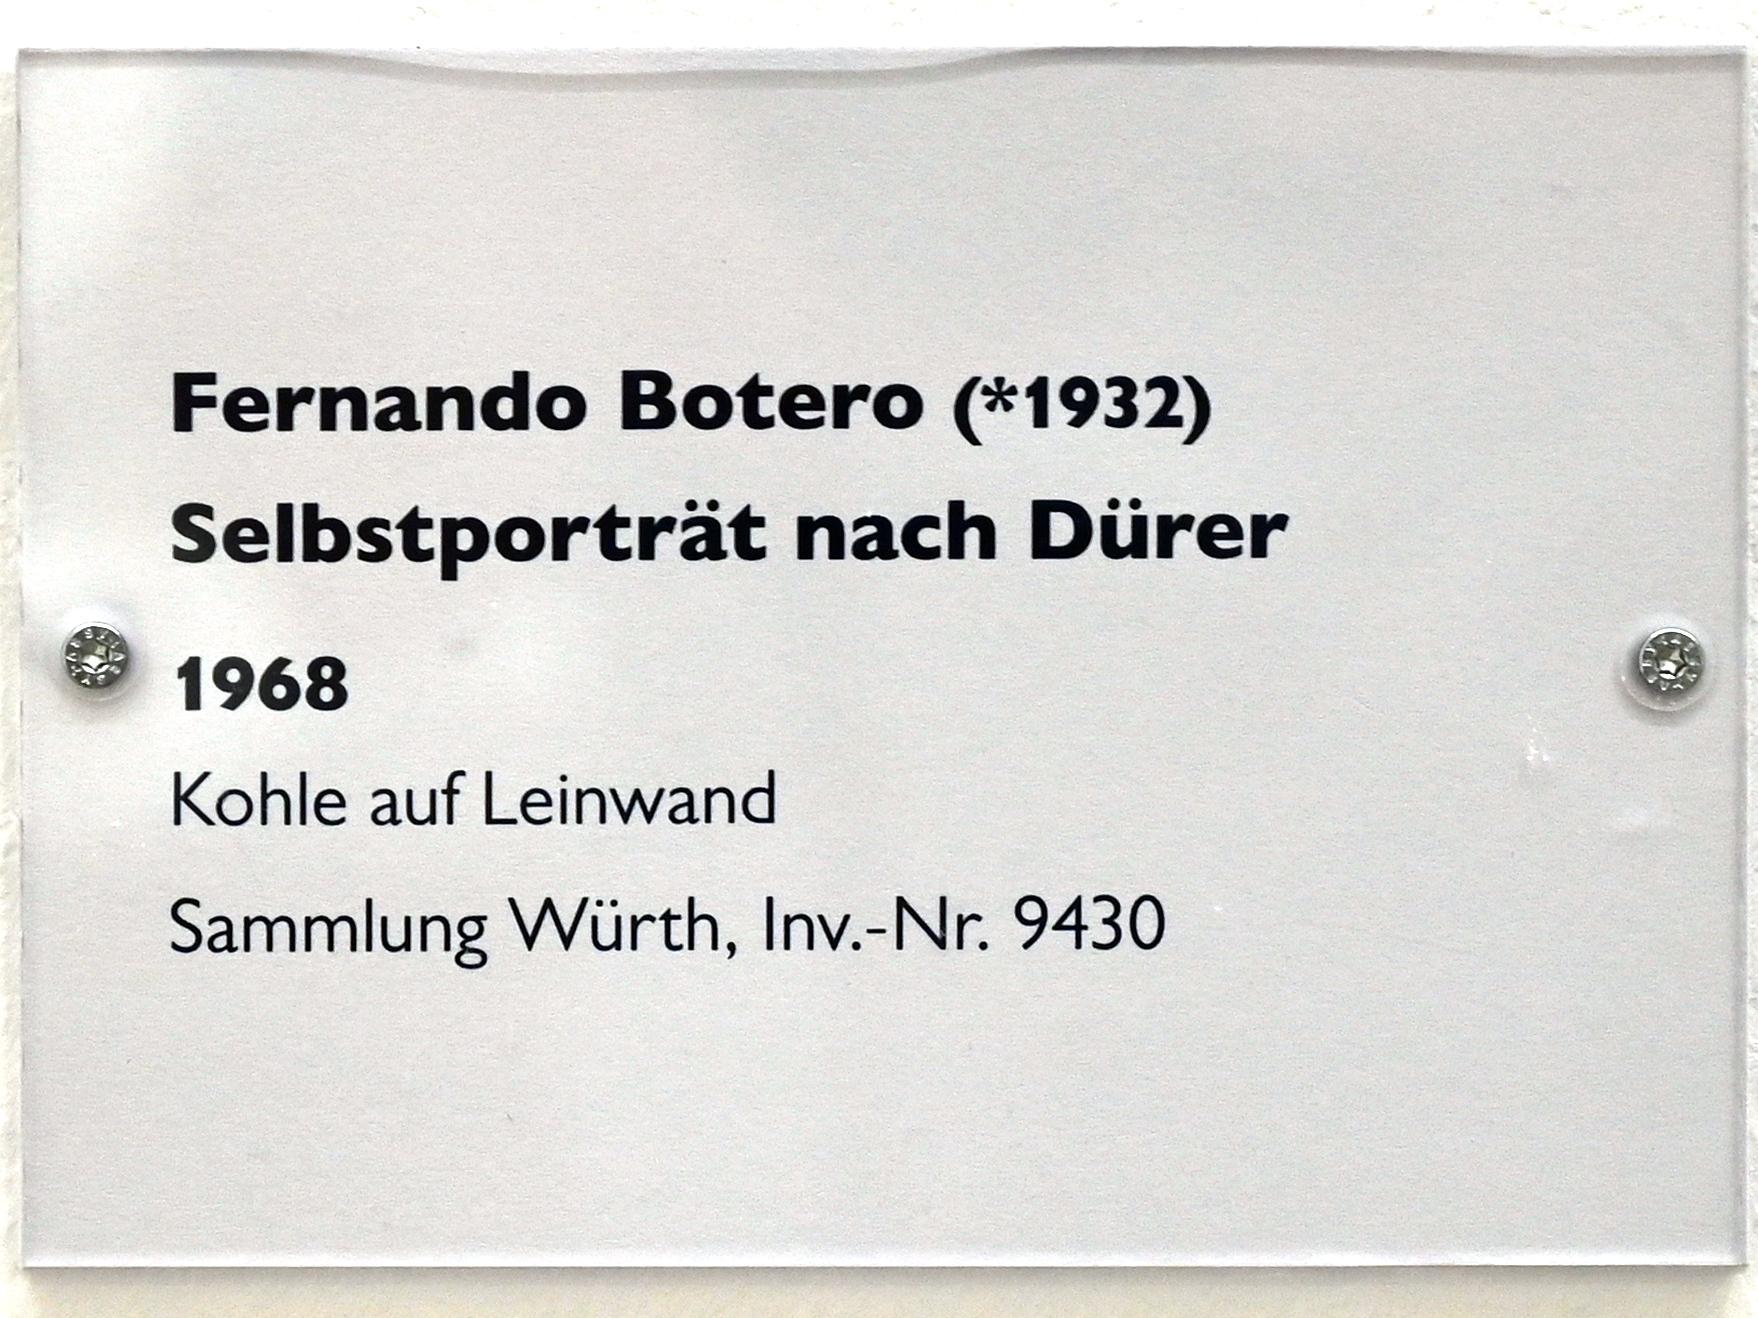 Fernando Botero (*1932)
Selbstporträt nach Dürer
1968
Kohle auf Leinwand
Sammlung Würth, Inv.-Nr. 9430